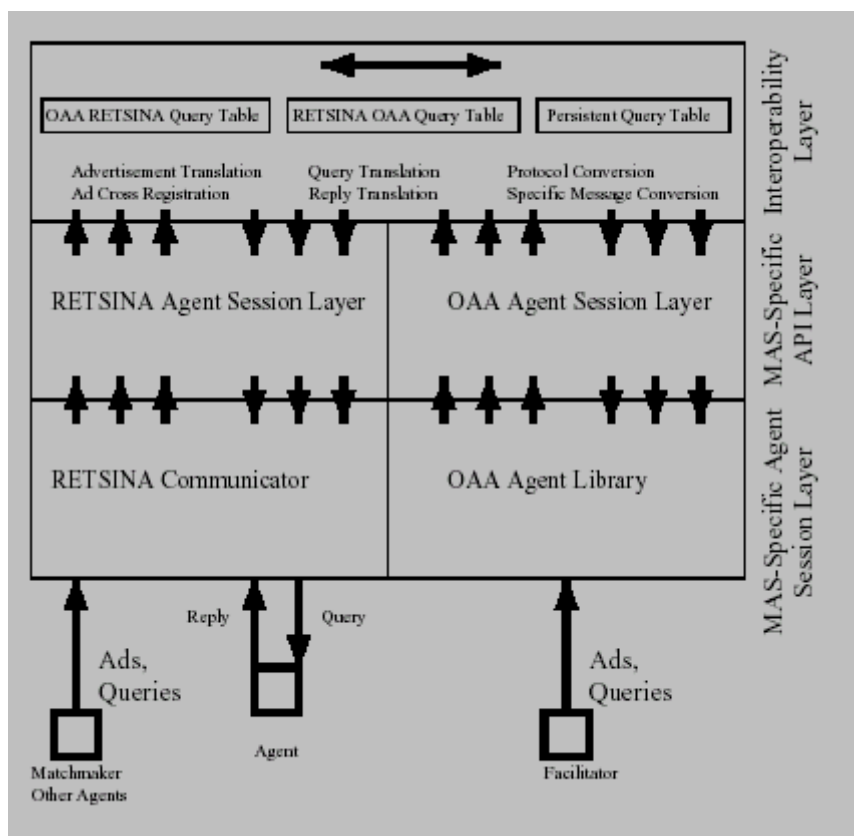 OAA RETSINA Query Table
RETSINA OAA Query Table
Persistent Query Table
Advertisement Translation
Ad Cross Registration
Query Translation
Reply Translation
Protocol Conversion
Specific Message Conversion
Interoperability
Layer
RETSINA Agent Session Layer
OAA Agent Session Layer
MAS-Specific
API Layer
RETSINA Communicator
OAA Agent Library
MAS-Specific Agent
Session Layer
Reply
Query
Ads,
Queries
Ads,
Queries
Agent
Matchmaker
Other Agents
Facilitator